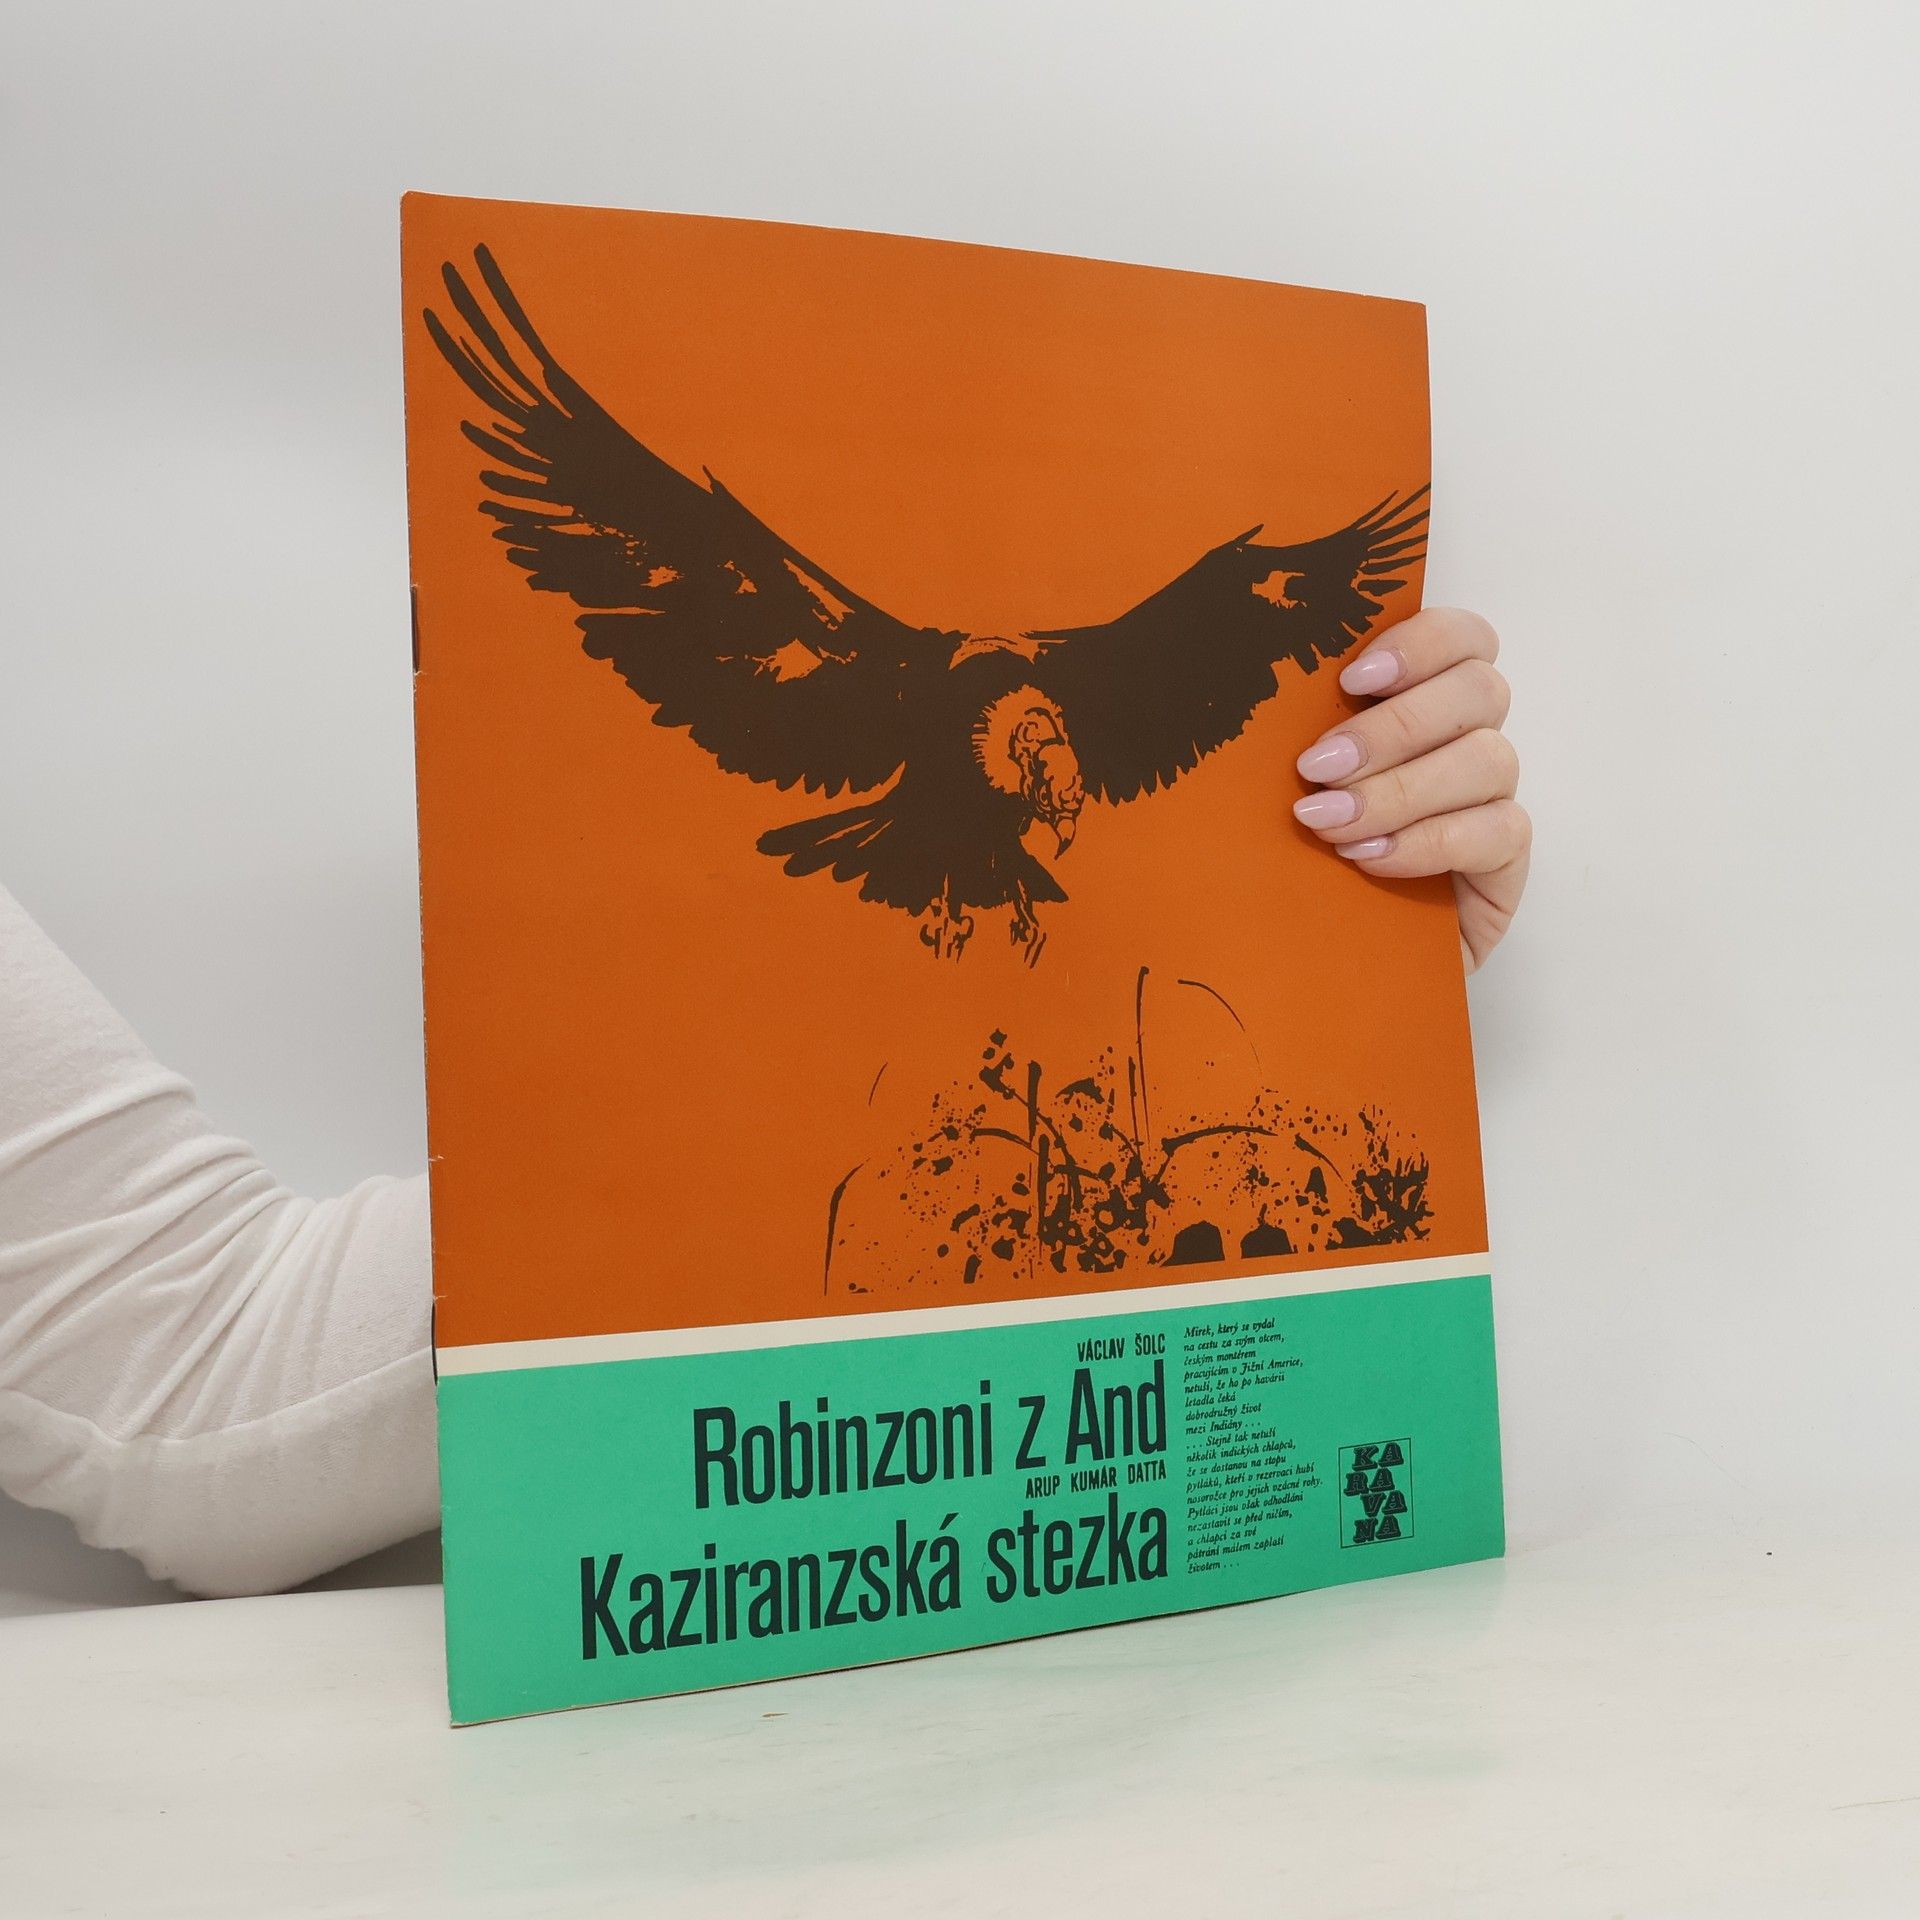 VÁCLAV ŠOLC
Robinzoni z And
ARUP KUMÁR DATTA
Kaziranzská stezka
Mirek, který se vydal
na cestu za svým otcem,
českým montérem
pracujícím v Jižní Americe,
netuší, že ho po havárii
letadla čeká
dobrodružný život
mezi Indiány . . .
. . . Stejně tak netuší
několik indických chlapců,
že se dostanou na stopu
pytláků, kteří v rezervaci hubí
nosorožce pro jejich vzácné rohy.
Pytláci jsou však odhodláni
nezastavit se před ničím,
a chlapci za své
pátrání málem zaplatí
životem . . .
KA
RA
VA
NA